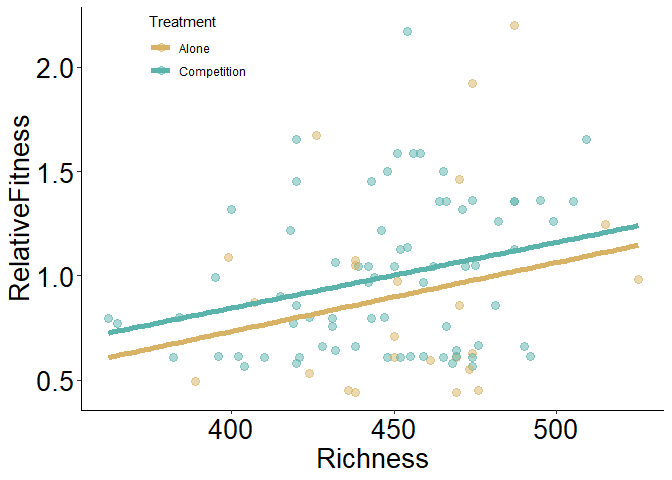 Treatment
Alone
Competition
2.0
1.5
1.0
0.5
RelativeFitness
400 450 500
Richness